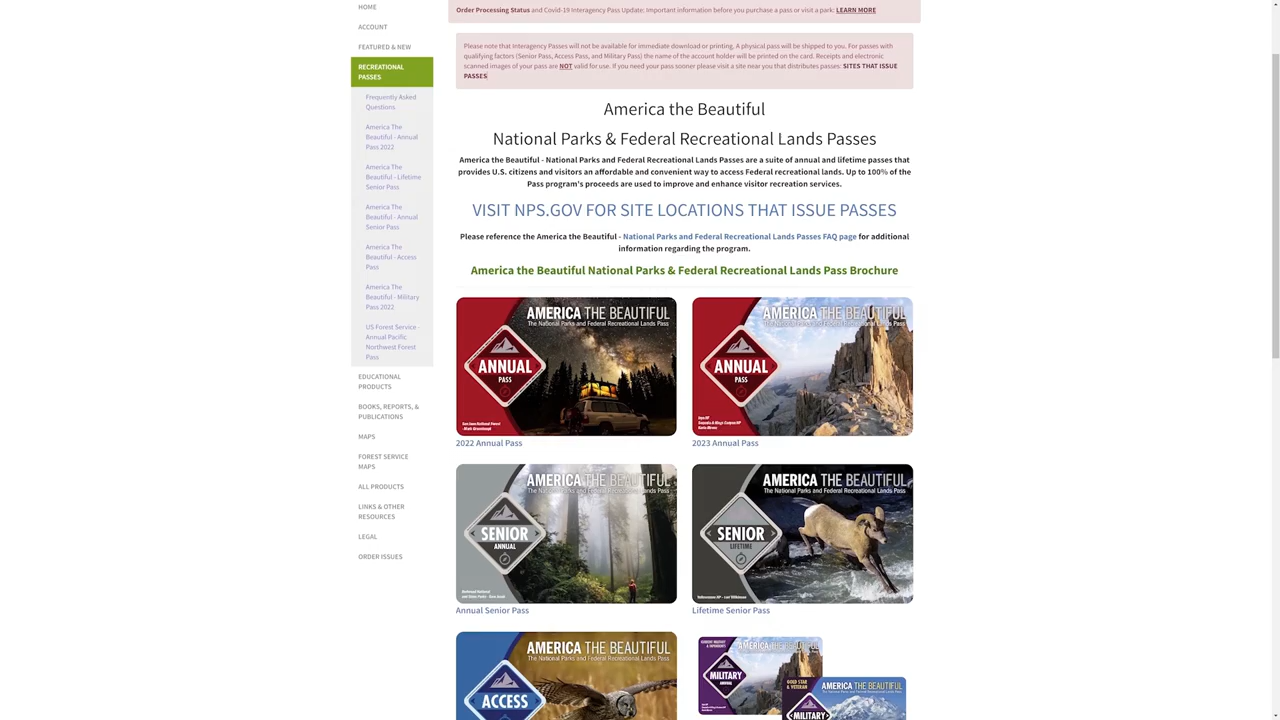 HOME
ACCOUNT
FEATURED & NEW
RECREATIONAL
PASSES
Frequently Asked
Questions
America The
Beautiful - Annual
Pass 2022
America The
Beautiful - Lifetime
Senior Pass
America The
Beautiful - Annual
Senior Pass
America The
Beautiful - Access
Pass
America The
Beautiful - Military
Pass 2022
US Forest Service -
Annual Pacific
Northwest Forest
Pass
EDUCATIONAL
PRODUCTS
BOOKS, REPORTS, &
PUBLICATIONS
MAPS
FOREST SERVICE
MAPS
ALL PRODUCTS
LINKS & OTHER
RESOURCES
LEGAL
ORDER ISSUES
Order Processing Status and Covid-19 Interagency Pass Update: Important information before you purchase a pass or visit a park. LEARN MORE
Please note that Interagency Passes will not be available for immediate download or printing. A physical pass will be shipped to you. For passes with
qualifying factors (Senior Pass, Access Pass, and Military Pass) the name of the account holder will be printed on the card. Receipts and electronic
scanned images of your pass are NOT valid for use. If you need your pass sooner please visit a site near you that distributes passes: SITES THAT ISSUE
PASSES
America the Beautiful
National Parks & Federal Recreational Lands Passes
America the Beautiful - National Parks and Federal Recreational Lands Passes are a suite of annual and lifetime passes that
provides U.S. citizens and visitors an affordable and convenient way to access Federal recreational lands. Up to 100% of the
Pass program's proceeds are used to improve and enhance visitor recreation services.
VISIT NPS.GOV FOR SITE LOCATIONS THAT ISSUE PASSES
Please reference the America the Beautiful - National Parks and Federal Recreational Lands Passes FAQ page for additional
information regarding the program.
America the Beautiful National Parks & Federal Recreational Lands Pass Brochure
AMERICA THE BEAUTIFUL
The National Parks and Federal Recreational Lands Pass
ANNUAL
PASS
2022 Annual Pass
AMERICA THE BEAUTIFUL
The National Parks and Federal Recreational Lands Pass
ANNUAL
PASS
2023 Annual Pass
AMERICA THE BEAUTIFUL
The National Parks and Federal Recreational Lands Pass
SENIOR
ANNUAL
Annual Senior Pass
AMERICA THE BEAUTIFUL
The National Parks and Federal Recreational Lands Pass
SENIOR
LIFETIME
Lifetime Senior Pass
AMERICA THE BEAUTIFUL
The National Parks and Federal Recreational Lands Pass
ACCESS
AMERICA THE BEAUTIFUL
MILITARY
ANNUAL
GOLD STAR
& VETERAN
AMERICA THE BEAUTIFUL
MILITARY